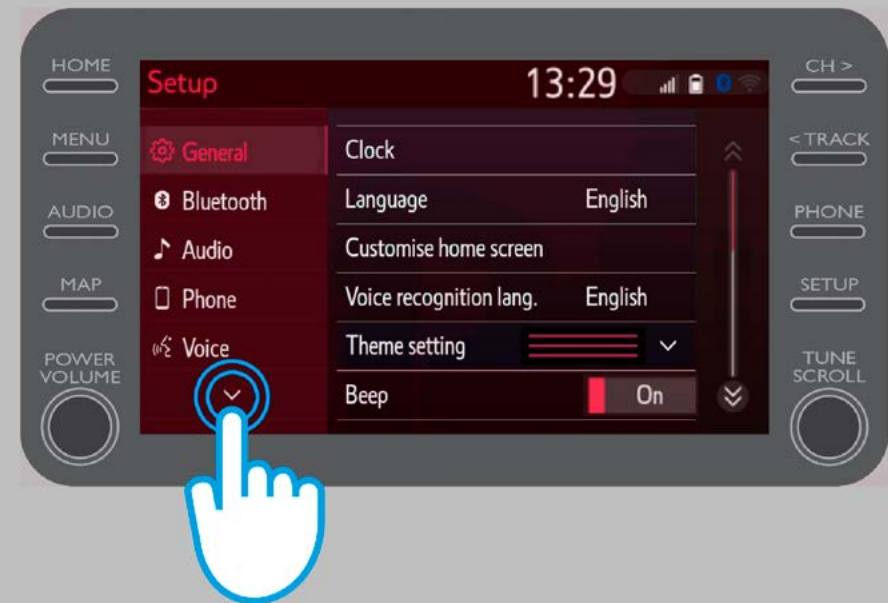 HOME
MENU
AUDIO
MAP
POWER
VOLUME
Setup
13:29
General
Bluetooth
Audio
Phone
Voice
Clock
Language English
Customise home screen
Voice recognition lang. English
Theme setting
Beep On
CH >
< TRACK
PHONE
SETUP
TUNE
SCROLL